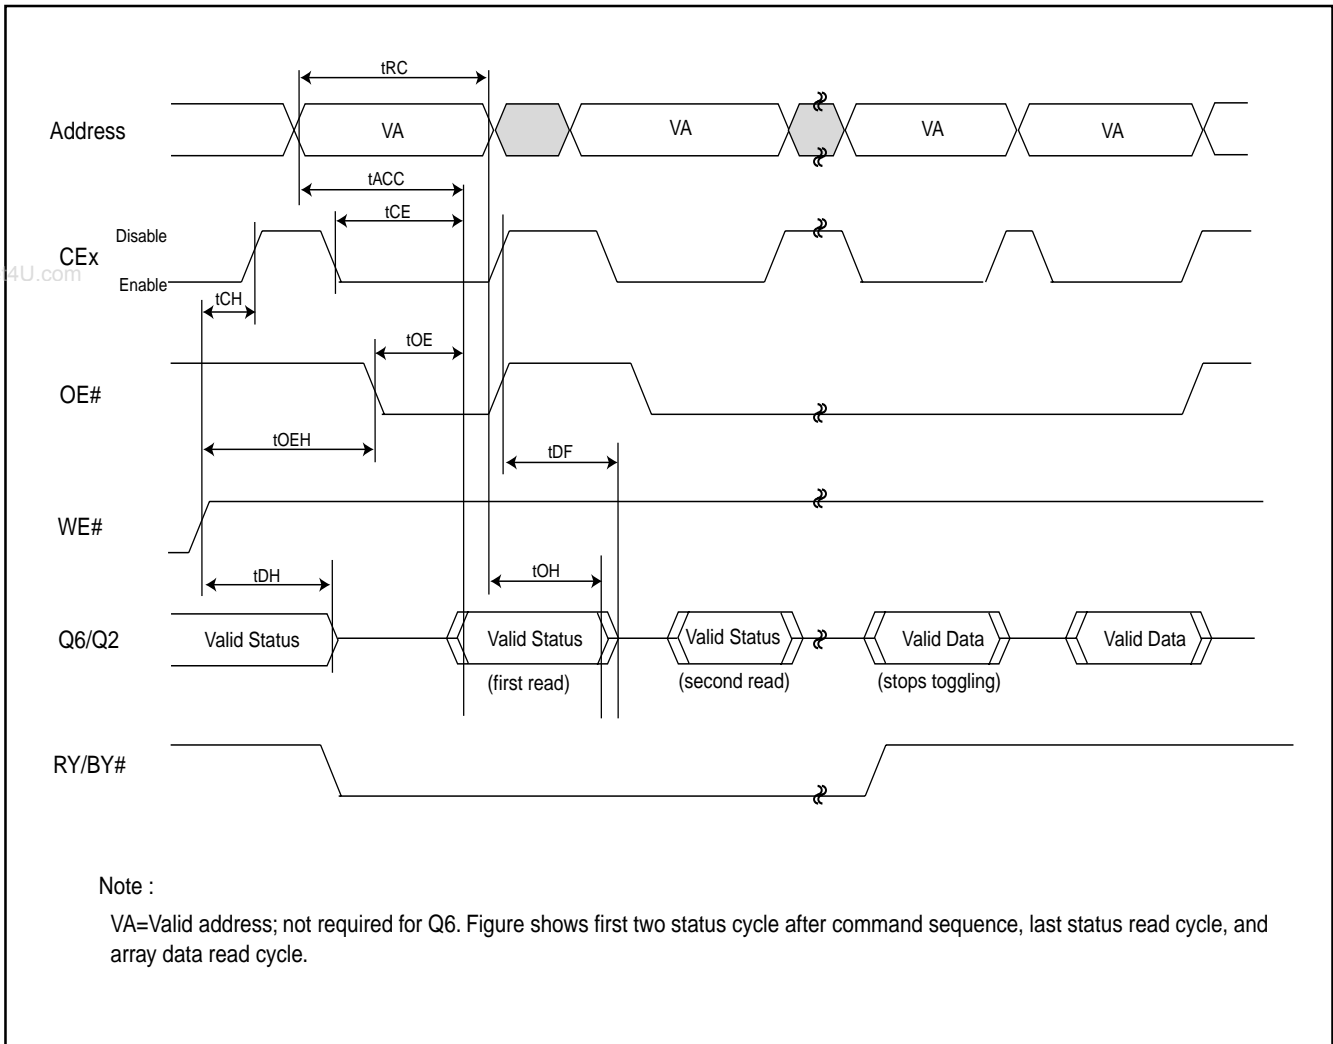 tRC
Address
VA
VA
VA
VA
tACC
tCE
Disable
CEx
4U.com
Enable
tCH
tOE
OE#
tOEH
tDF
WE#
tDH
tOH
Q6/Q2
Valid Status
Valid Status
Valid Status
Valid Data
Valid Data
(first read)
(second read)
(stops toggling)
RY/BY#
Note :
VA=Valid address; not required for Q6. Figure shows first two status cycle after command sequence, last status read cycle, and
array data read cycle.